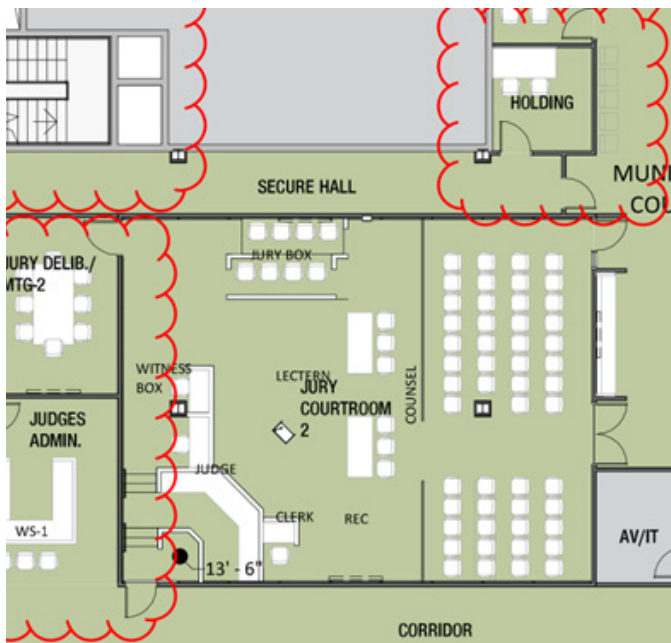 HOLDING
SECURE HALL
MUNI
COU
JURY BOX
JURY DELIB./
MTG-2
WITNESS
BOX
LECTERN
JURY
COURTROOM
2
COUNSEL
JUDGES
ADMIN.
JUDGE
CLERK
REC
WS-1
AV/IT
13' - 6"
CORRIDOR